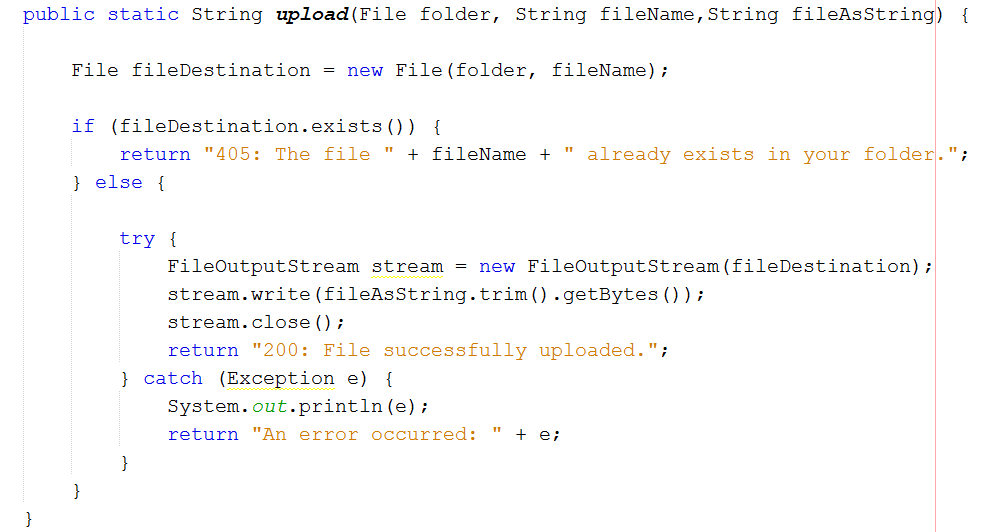 public static String upload(File folder, String fileName,String fileAsString) {
File fileDestination = new File(folder, fileName);
if (fileDestination.exists()) {
return "405: The file " + fileName + " already exists in your folder.";
} else {
try {
FileOutputStream stream = new FileOutputStream(fileDestination);
stream.write(fileAsString.trim().getBytes());
stream.close();
return "200: File successfully uploaded.";
} catch (Exception e) {
System.out.println(e);
return "An error occurred: " + e;
}
}
}